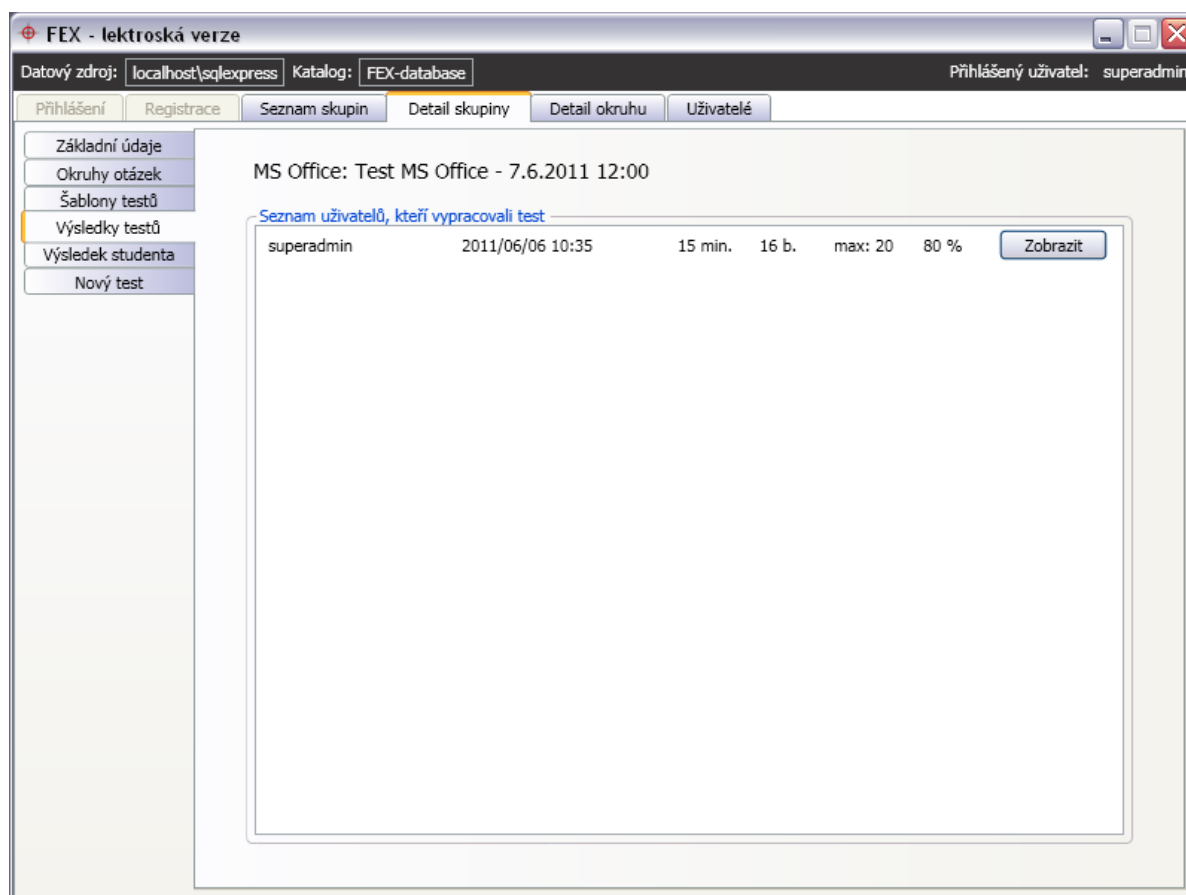 FEX - lektroská verze
Datový zdroj: localhost\sqlexpress Katalog: FEX-database Přihlášený uživatel: superadmin
Přihlášení Registrace Seznam skupin Detail skupiny Detail okruhu Uživatelé
Základní údaje
Okruhy otázek
Šablony testů
Výsledky testů
Výsledek studenta
Nový test
MS Office: Test MS Office - 7.6.2011 12:00
Seznam uživatelů, kteří vypracovali test
superadmin 2011/06/06 10:35 15 min. 16 b. max: 20 80 % Zobrazit